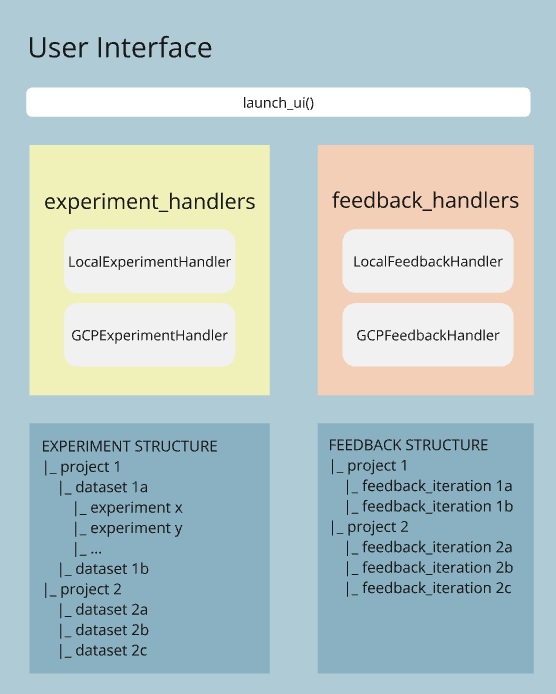 User Interface
launch_ui()
experiment_handlers
LocalExperimentHandler
GCPExperimentHandler
feedback_handlers
LocalFeedbackHandler
GCPFeedbackHandler
EXPERIMENT STRUCTURE
|_ project 1
|_ dataset 1a
|_ experiment x
|_ experiment y
|_ ...
|_ dataset 1b
|_ project 2
|_ dataset 2a
|_ dataset 2b
|_ dataset 2c
FEEDBACK STRUCTURE
|_ project 1
|_ feedback_iteration 1a
|_ feedback_iteration 1b
|_ project 2
|_ feedback_iteration 2a
|_ feedback_iteration 2b
|_ feedback_iteration 2c